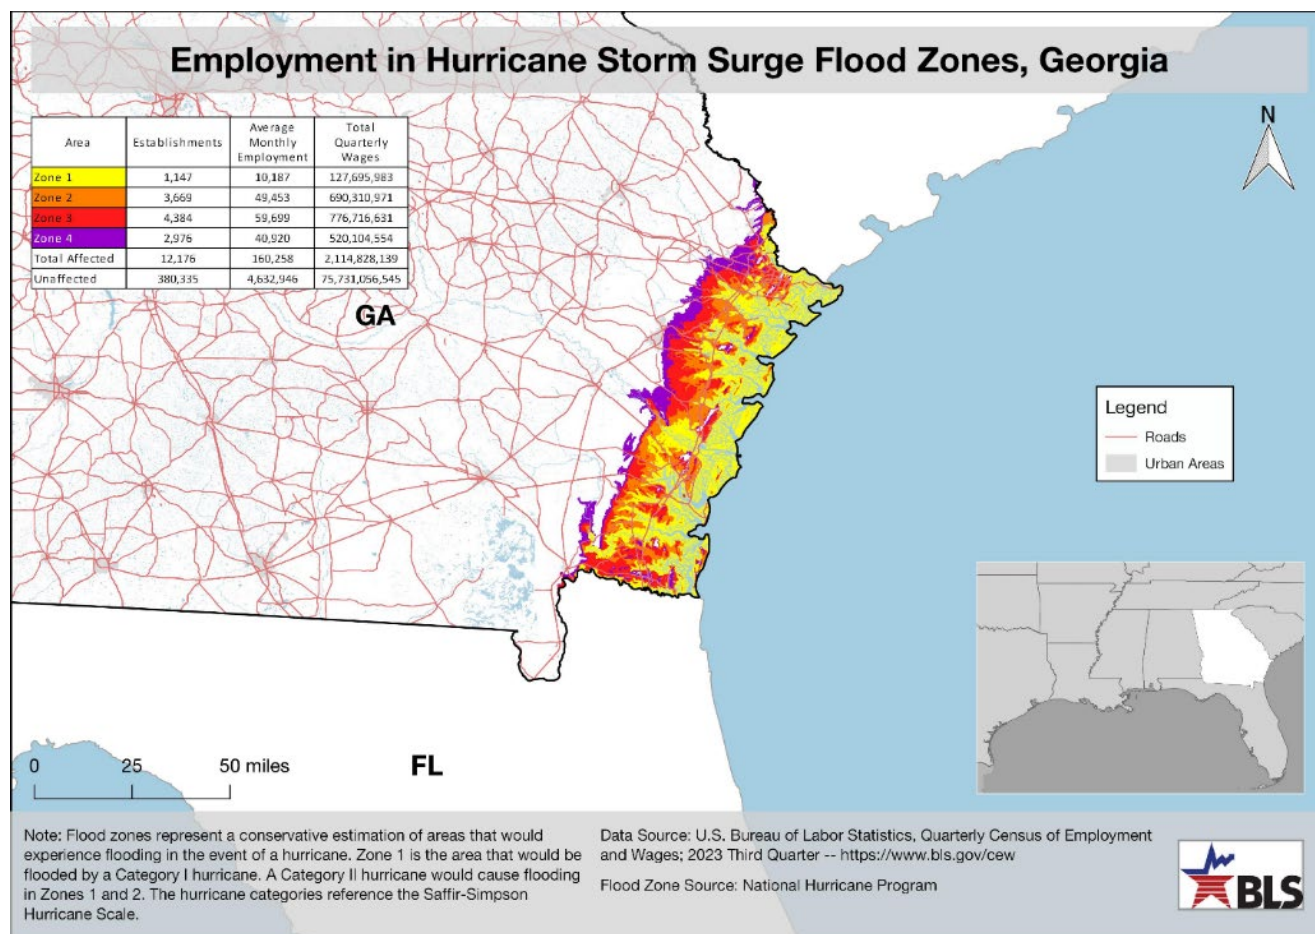 Employment in Hurricane Storm Surge Flood Zones, Georgia
Area Establishments Average Monthly Employment Total Quarterly Wages
Zone 1 1,147 10,187 127,695,983
Zone 2 3,669 49,453 690,310,971
Zone 3 4,384 59,699 776,716,631
Zone 4 2,976 40,920 520,104,554
Total Affected 12,176 160,258 2,114,828,139
Unaffected 380,335 4,632,946 75,731,056,545
N
GA
Legend
Roads
Urban Areas
FL
0 25 50 miles
Note: Flood zones represent a conservative estimation of areas that would
experience flooding in the event of a hurricane. Zone 1 is the area that would be
flooded by a Category I hurricane. A Category II hurricane would cause flooding
in Zones 1 and 2. The hurricane categories reference the Saffir-Simpson
Hurricane Scale.
Data Source: U.S. Bureau of Labor Statistics, Quarterly Census of Employment
and Wages; 2023 Third Quarter -- https://www.bls.gov/cew
Flood Zone Source: National Hurricane Program
BLS